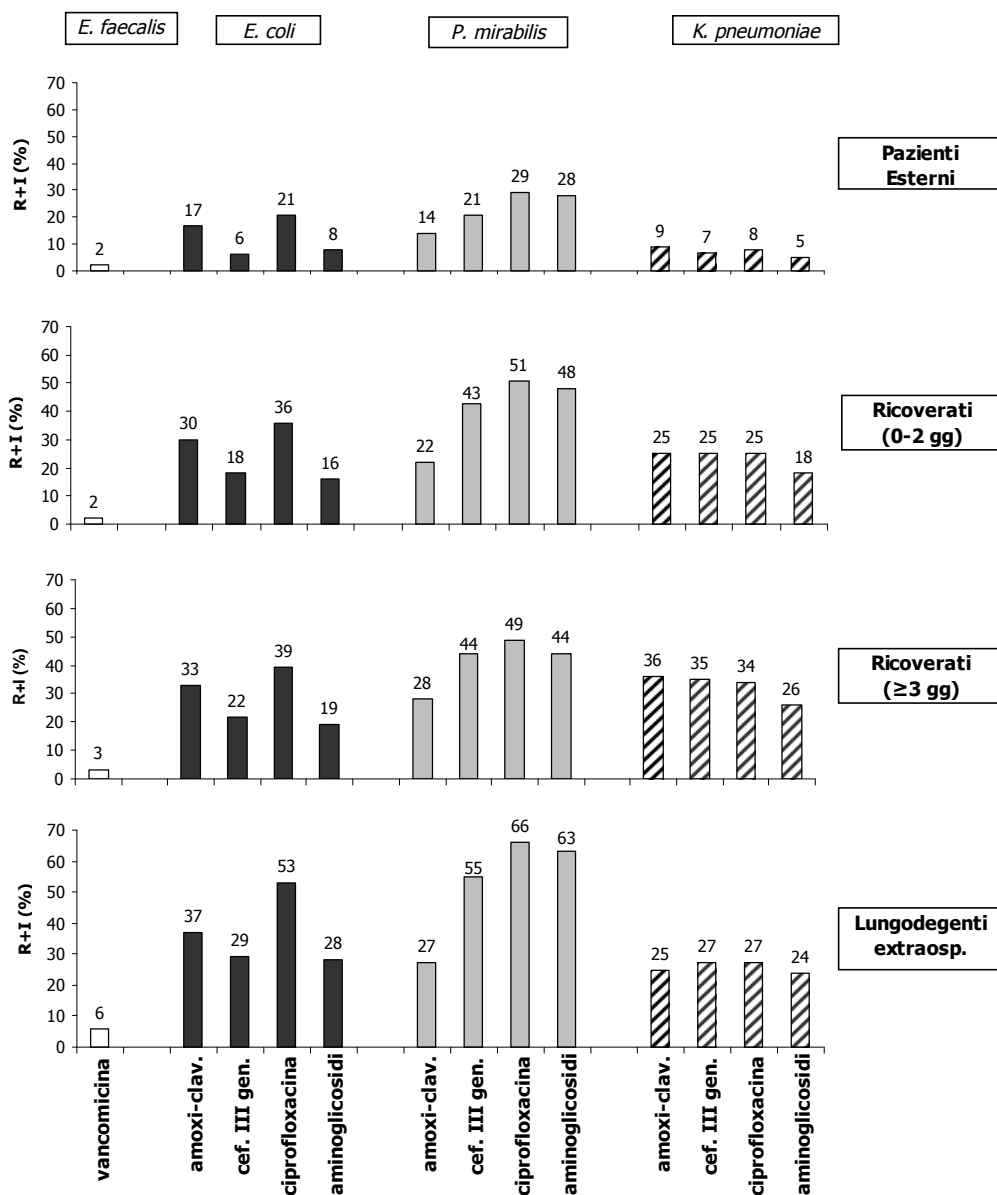 E. faecalis
E. coli
P. mirabilis
K. pneumoniae
R+I (%)
70
60
50
40
30
20
10
0
2
17
6
21
8
14
21
29
28
9
7
8
5
Pazienti
Esterni
R+I (%)
70
60
50
40
30
20
10
0
2
30
18
36
16
22
43
51
48
25
25
25
18
Ricoverati
(0-2 gg)
R+I (%)
70
60
50
40
30
20
10
0
3
33
22
39
19
28
44
49
44
36
35
34
26
Ricoverati
(≥3 gg)
R+I (%)
70
60
50
40
30
20
10
0
6
37
29
53
28
27
55
66
63
25
27
27
24
Lungodegenti
extraosp.
vancomicina
amoxi-clav.
cef. III gen.
ciprofloxacina
aminoglicosidi
amoxi-clav.
cef. III gen.
ciprofloxacina
aminoglicosidi
amoxi-clav.
cef. III gen.
ciprofloxacina
aminoglicosidi